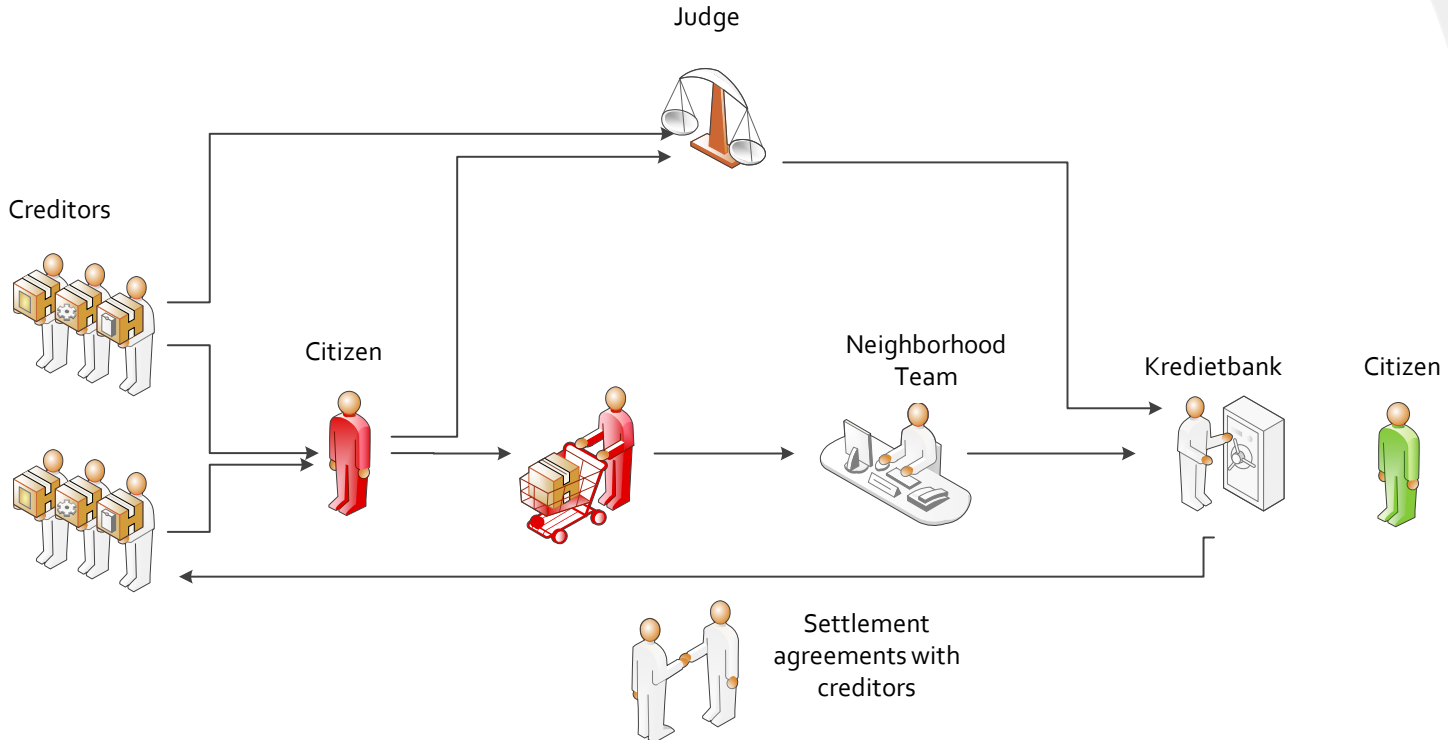 Judge
Creditors
Citizen
Neighborhood
Team
Kredietbank
Citizen
Settlement
agreements with
creditors